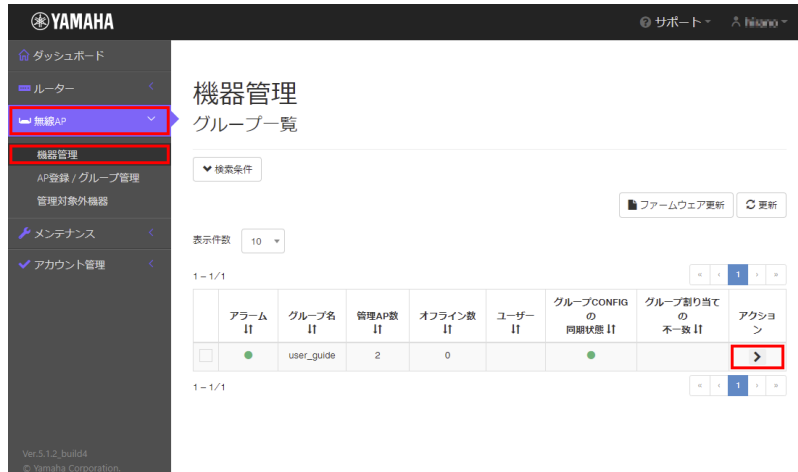 YAMAHA
サポート
ダッシュボード
ルーター
無線AP
機器管理
AP登録 / グループ管理
管理対象外機器
メンテナンス
アカウント管理
Ver.5.1.2_build4
© Yamaha Corporation.
機器管理
グループ一覧
検索条件
ファームウェア更新 更新
表示件数 10
1 – 1/1
« ‹ 1 › »
アラーム グループ名 管理AP数 オフライン数 ユーザー グループCONFIG
の
同期状態 グループ割り当て
の
不一致 アクショ
ン
user_guide 2 0
1 – 1/1
« ‹ 1 › »